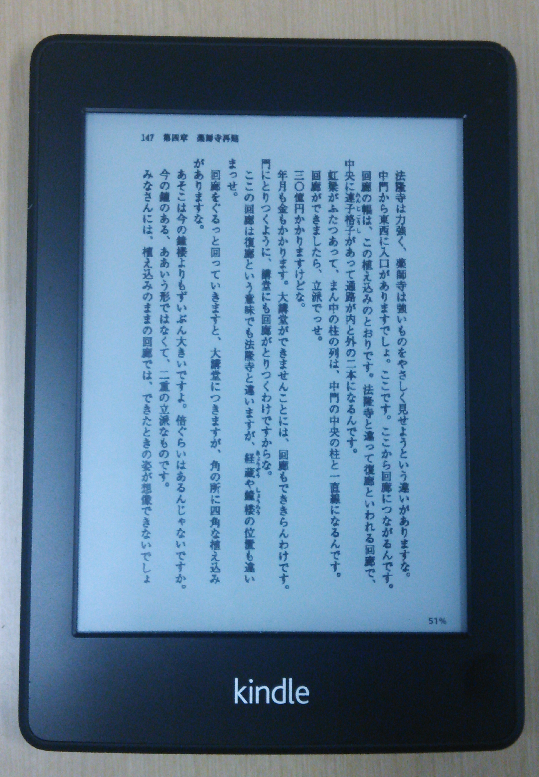 147 第四章 薬師寺再建
法隆寺は力強く、薬師寺は強いものをやさしく見せようという違いがありますな。
中門から東西に入口がありますでしょ。ここです。ここから回廊につながるんです。
回廊の幅は、この植え込みのとおりです。法隆寺と違って復廊といわれる回廊で、
中央に連子格子があって通路が内と外の二本になるんです。
虹梁がふたつあって、まん中の柱の列は、中門の中央の柱と一直線になるんです。
回廊ができましたら、立派でっせ。
三〇億円かかりますけどな。
年月も金もかかります。大講堂ができませんことには、回廊もでききらんわけです。
門にとりつくように、講堂にも回廊がとりつくわけですからな。
ここの回廊は復廊という意味でも法隆寺と違いますが、経蔵や鐘楼の位置も違い
まっせ。
回廊をぐるっと回っていきますと、大講堂につきますが、角の所に四角な植え込み
がありますな。
あそこは今の鐘楼よりもずいぶん大きいですよ。倍ぐらいはあるんじゃないですか。
今の鐘のある、ああいう形ではなくて、二重の立派なものです。
みなさんには、植え込みのままの回廊では、できたときの姿が想像できないでしょ
51%
kindle